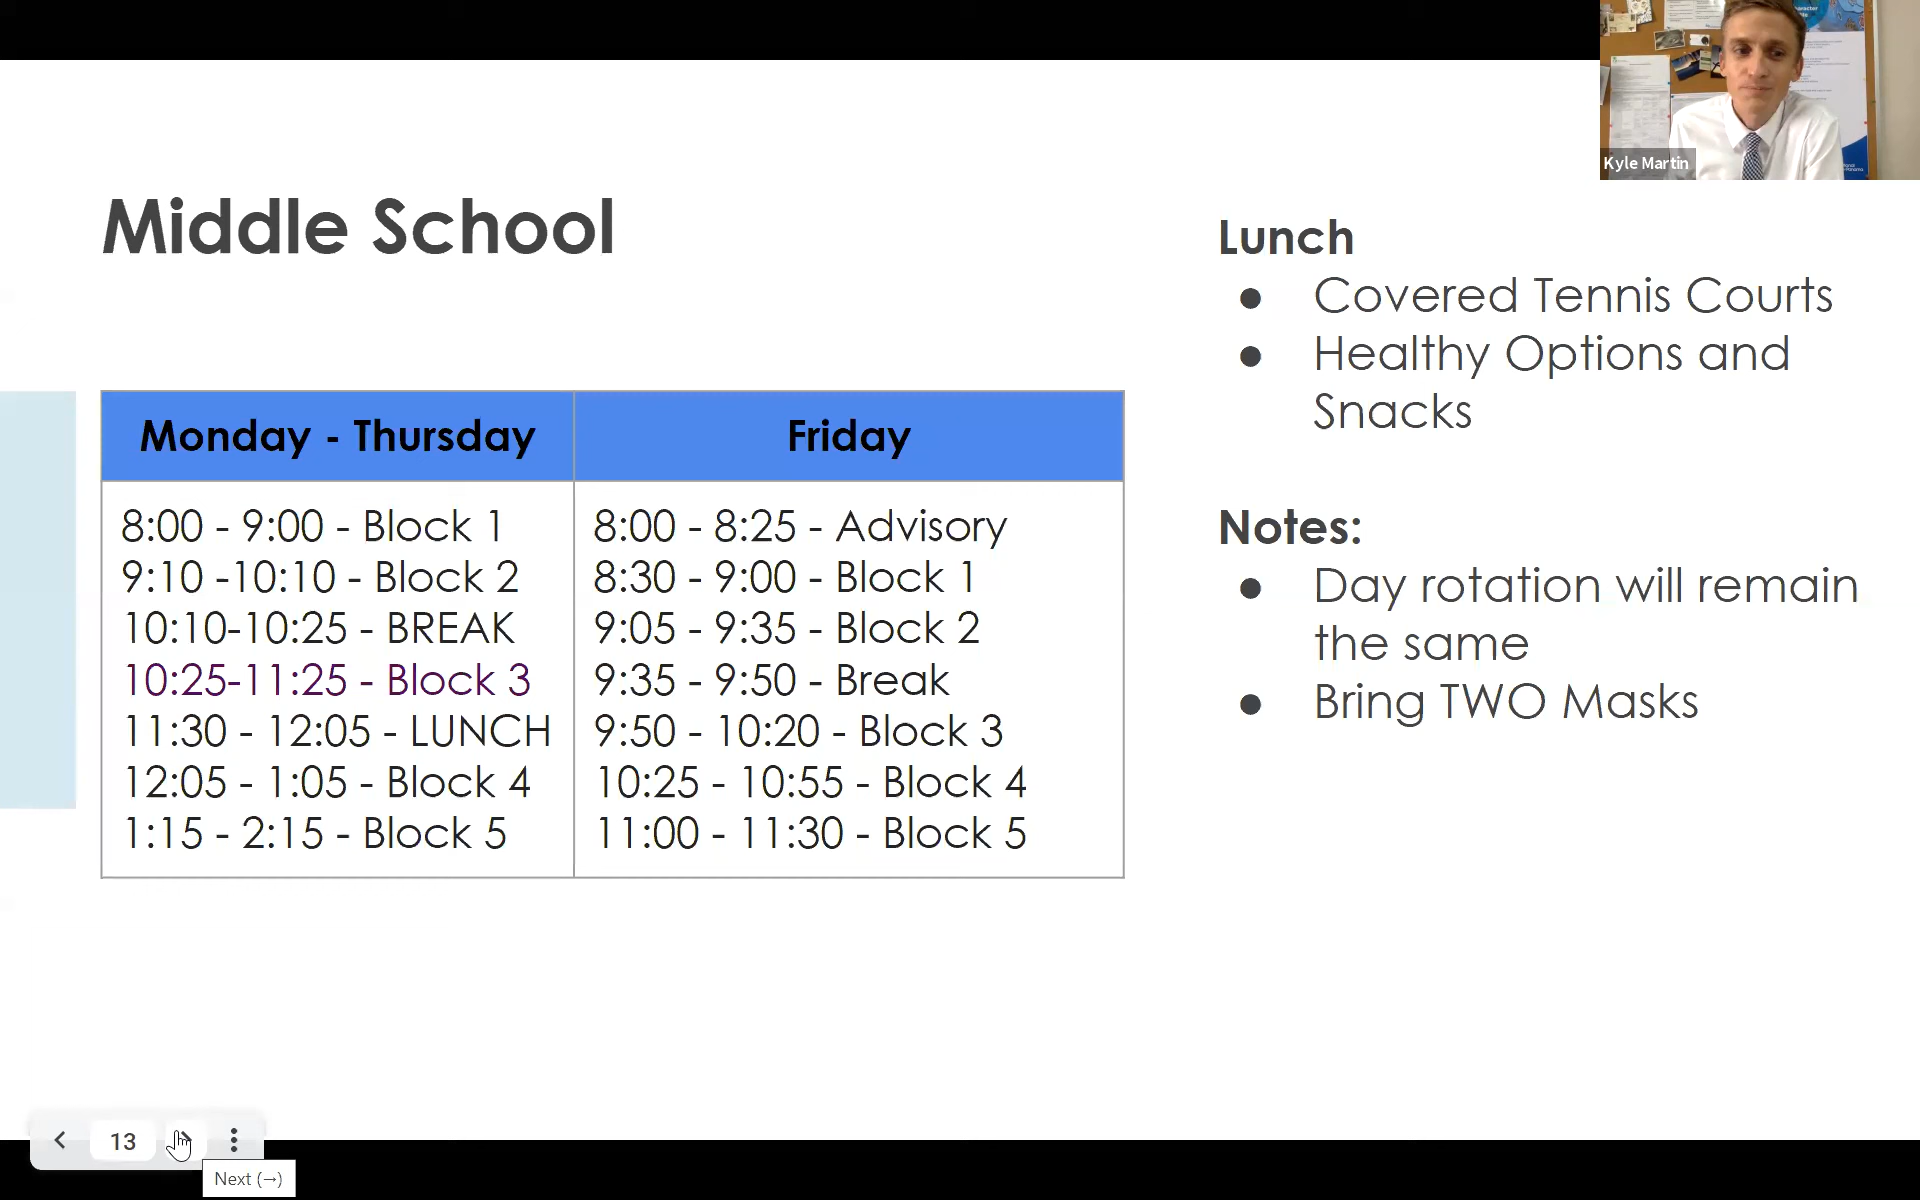 Kyle Martin
Middle School
Monday - Thursday
Friday
8:00 - 9:00 - Block 1
9:10 -10:10 - Block 2
10:10-10:25 - BREAK
10:25-11:25 - Block 3
11:30 - 12:05 - LUNCH
12:05 - 1:05 - Block 4
1:15 - 2:15 - Block 5
8:00 - 8:25 - Advisory
8:30 - 9:00 - Block 1
9:05 - 9:35 - Block 2
9:35 - 9:50 - Break
9:50 - 10:20 - Block 3
10:25 - 10:55 - Block 4
11:00 - 11:30 - Block 5
Lunch
● Covered Tennis Courts
● Healthy Options and
Snacks
Notes:
● Day rotation will remain
the same
● Bring TWO Masks
13
Next (→)